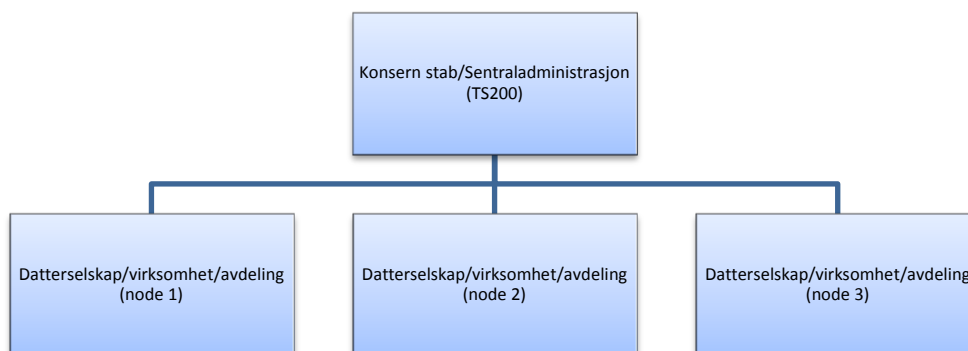 Konsern stab/Sentraladministrasjon
(TS200)
Datterselskap/virksomhet/avdeling
(node 1)
Datterselskap/virksomhet/avdeling
(node 2)
Datterselskap/virksomhet/avdeling
(node 3)